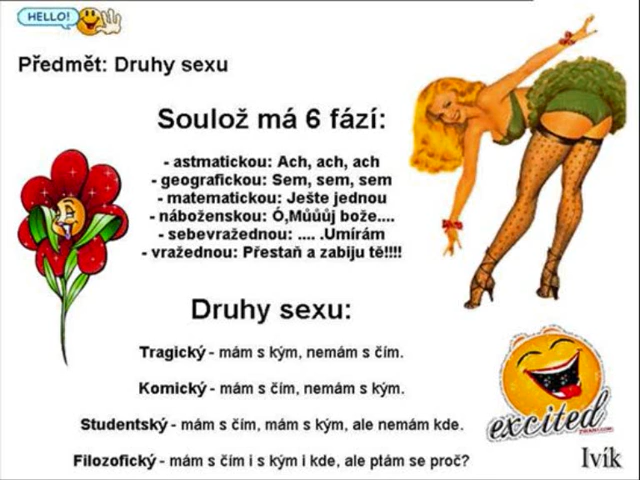 HELLO!
Předmět: Druhy sexu
Soulož má 6 fází:
- astmatickou: Ach, ach, ach
- geografickou: Sem, sem, sem
- matematickou: Ješte jednou
- náboženskou: Ó,Můůůj bože....
- sebevražednou: .... .Umírám
- vražednou: Přestaň a zabiju tě!!!!
Druhy sexu:
Tragický - mám s kým, nemám s čím.
Komický - mám s čím, nemám s kým.
Studentský - mám s čím, mám s kým, ale nemám kde.
Filozofický - mám s čím i s kým i kde, ale ptám se proč?
excited
Ivík